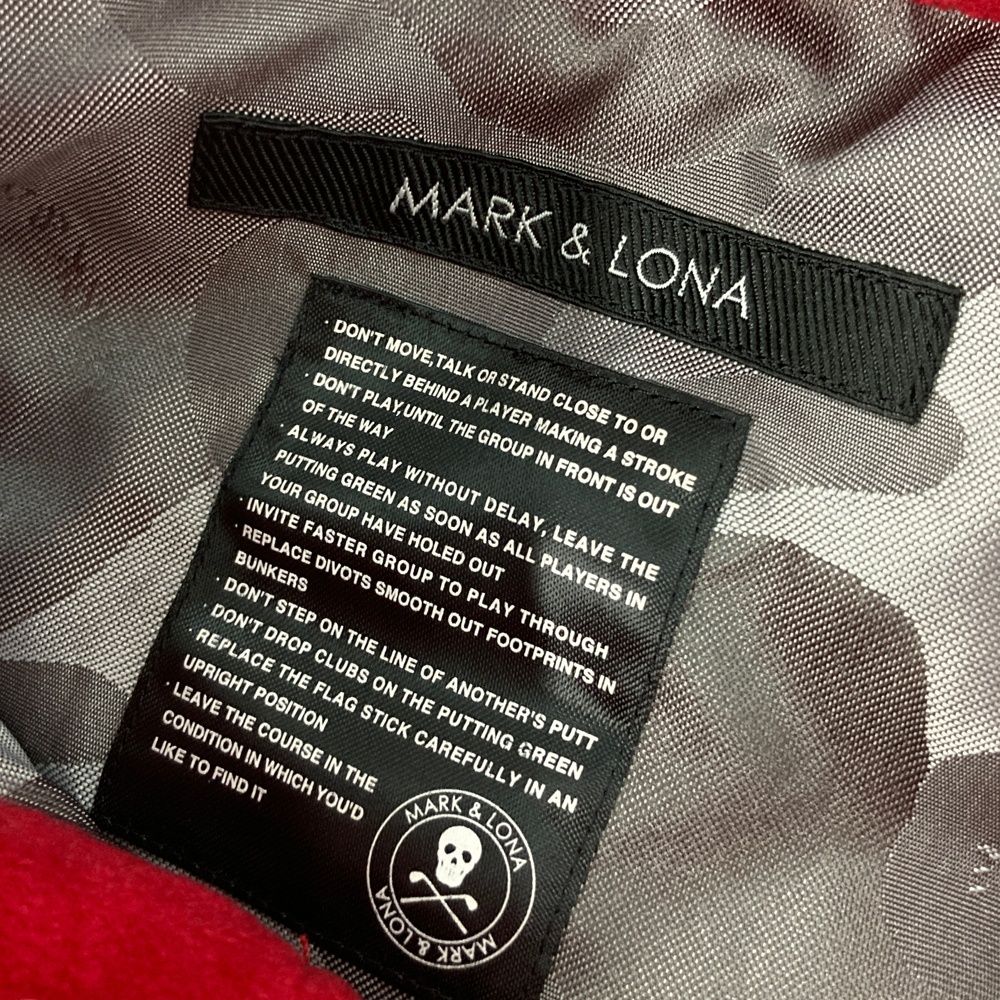 MARK & LONA
· DON'T MOVE,TALK OR STAND CLOSE TO OR
DIRECTLY BEHIND A PLAYER MAKING A STROKE
· DON'T PLAY,UNTIL THE GROUP IN FRONT IS OUT
OF THE WAY
· ALWAYS PLAY WITHOUT DELAY, LEAVE THE
PUTTING GREEN AS SOON AS ALL PLAYERS IN
YOUR GROUP HAVE HOLED OUT
· INVITE FASTER GROUP TO PLAY THROUGH
· REPLACE DIVOTS SMOOTH OUT FOOTPRINTS IN
BUNKERS
· DON'T STEP ON THE LINE OF ANOTHER'S PUTT
· DON'T DROP CLUBS ON THE PUTTING GREEN
· REPLACE THE FLAG STICK CAREFULLY IN AN
UPRIGHT POSITION
· LEAVE THE COURSE IN THE
CONDITION IN WHICH YOU'D
LIKE TO FIND IT
MARK & LONA
MARK & LONA